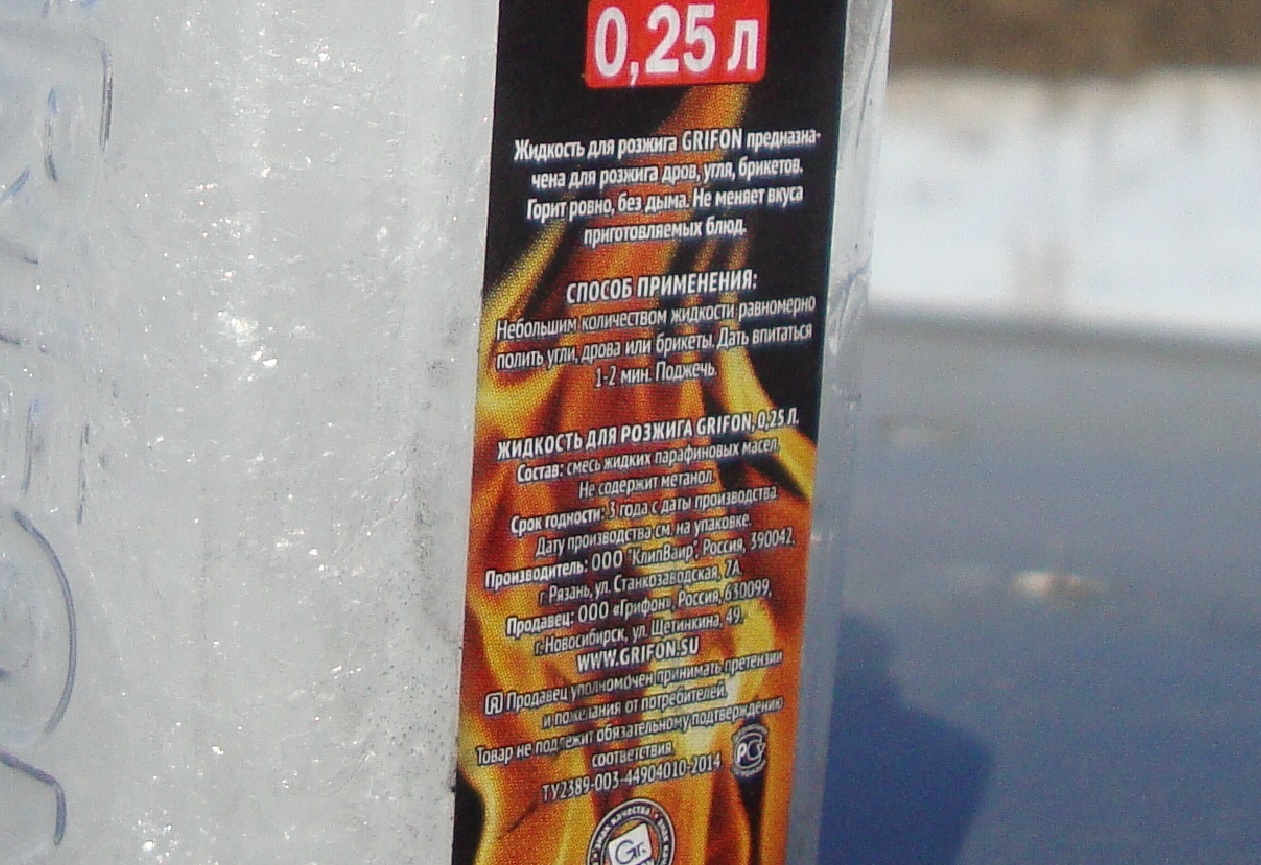 0,25 л
Жидкость для розжига GRIFON предназна-
чена для розжига дров, угля, брикетов.
Горит ровно, без дыма. Не меняет вкуса
приготовляемых блюд.
СПОСОБ ПРИМЕНЕНИЯ:
Небольшим количеством жидкости равномерно
полить угли, дрова или брикеты. Дать впитаться
1-2 мин. Поджечь.
ЖИДКОСТЬ ДЛЯ РОЗЖИГА GRIFON, 0,25 Л.
Состав: смесь жидких парафиновых масел.
Не содержит метанол.
Срок годности: 3 года с даты производства.
Дату производства см. на упаковке.
Производитель: ООО "КлипВаир", Россия, 390042,
г. Рязань, ул. Станкозаводская, 7А.
Продавец: ООО «Грифон», Россия, 630099,
г. Новосибирск, ул. Щетинкина, 49.
WWW.GRIFON.SU
Я Продавец уполномочен принимать претензии
и пожелания от потребителей.
Товар не подлежит обязательному подтверждению
соответствия.
ТУ2389-003-44904010-2014
РСТ
знак качества
Gr.